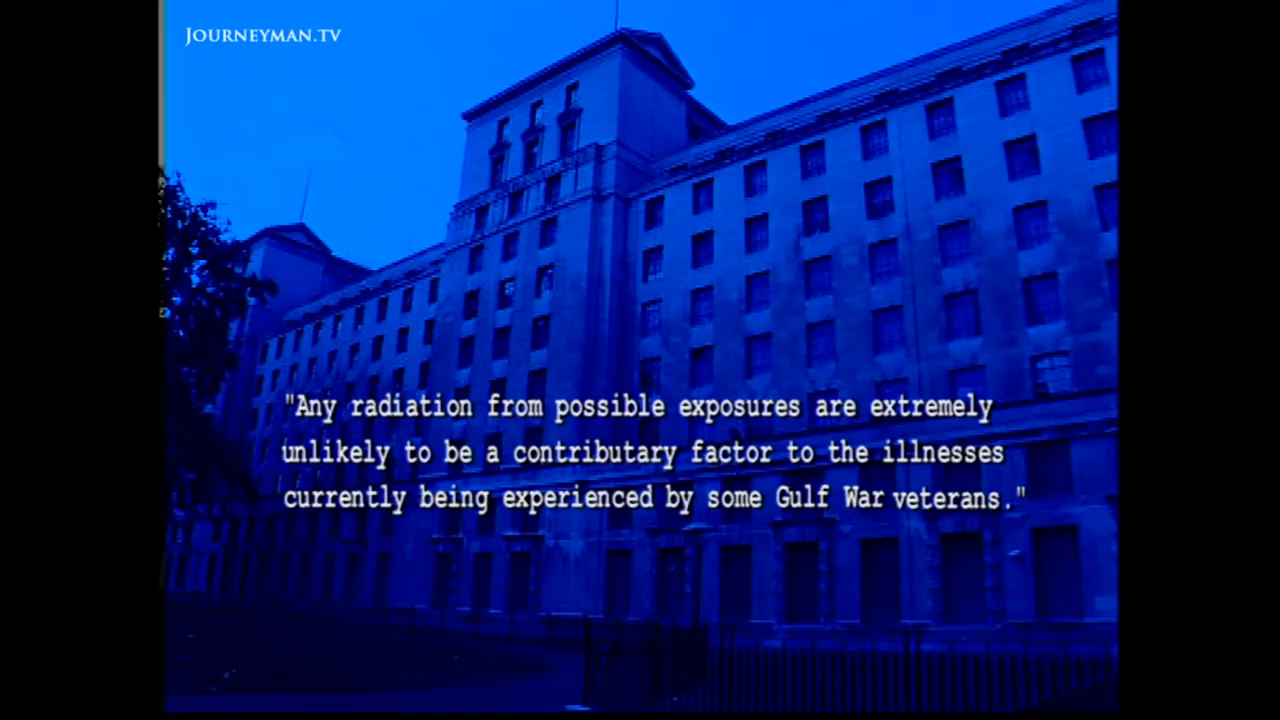 JOURNEYMAN.TV
"Any radiation from possible exposures are extremely
unlikely to be a contributary factor to the illnesses
currently being experienced by some Gulf War veterans."